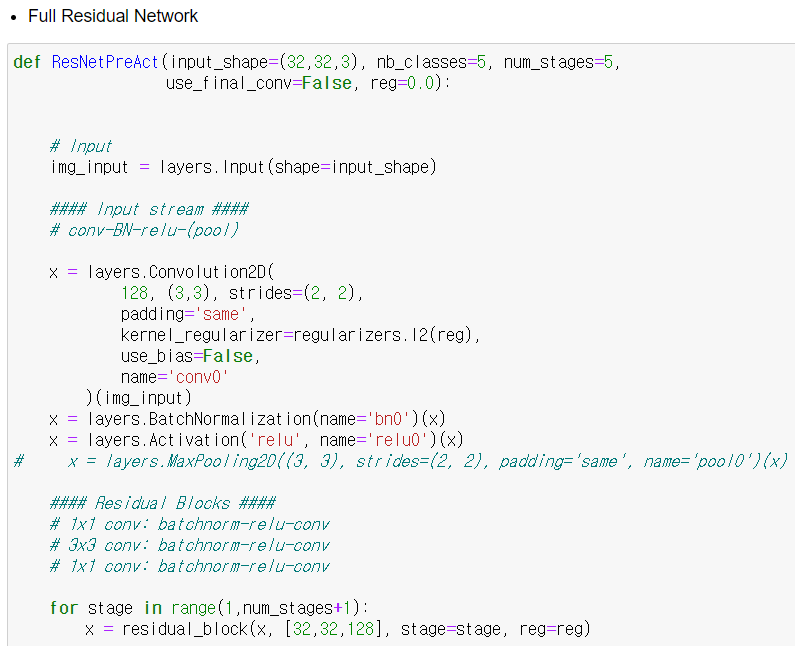 • Full Residual Network
def ResNetPreAct(input_shape=(32,32,3), nb_classes=5, num_stages=5,
                 use_final_conv=False, reg=0.0):
    # Input
    img_input = layers.Input(shape=input_shape)
    #### Input stream ####
    # conv-BN-relu-(pool)
    x = layers.Convolution2D(
            128, (3,3), strides=(2, 2),
            padding='same',
            kernel_regularizer=regularizers.l2(reg),
            use_bias=False,
            name='conv0'
        )(img_input)
    x = layers.BatchNormalization(name='bn0')(x)
    x = layers.Activation('relu', name='relu0')(x)
#     x = layers.MaxPooling2D((3, 3), strides=(2, 2), padding='same', name='pool0')(x)
    #### Residual Blocks ####
    # 1x1 conv: batchnorm-relu-conv
    # 3x3 conv: batchnorm-relu-conv
    # 1x1 conv: batchnorm-relu-conv
    for stage in range(1,num_stages+1):
        x = residual_block(x, [32,32,128], stage=stage, reg=reg)